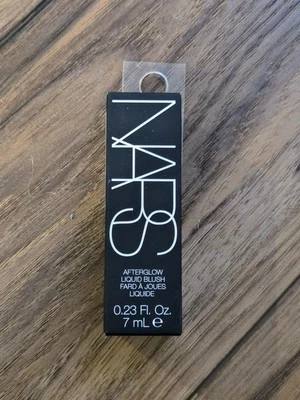 NARS
AFTERGLOW
LIQUID BLUSH
FARD À JOUES
LIQUIDE
0.23 Fl. Oz.
7 mL ℮